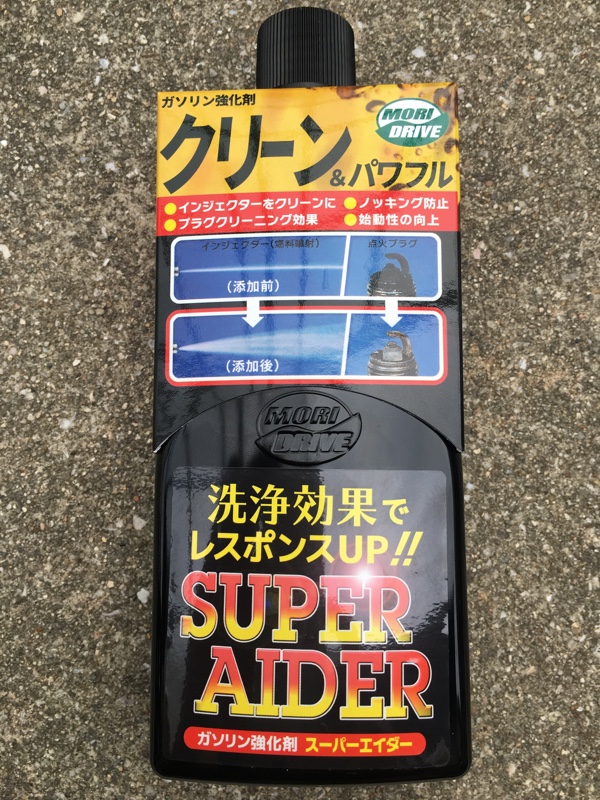 ガソリン強化剤
MORI DRIVE
クリーン&パワフル
●インジェクターをクリーンに ●ノッキング防止
●プラグクリーニング効果 ●始動性の向上
インジェクター(燃料噴射) 点火プラグ
(添加前)
(添加後)
MORI
DRIVE
洗浄効果で
レスポンスUP!!
SUPER
AIDER
ガソリン強化剤 スーパーエイダー